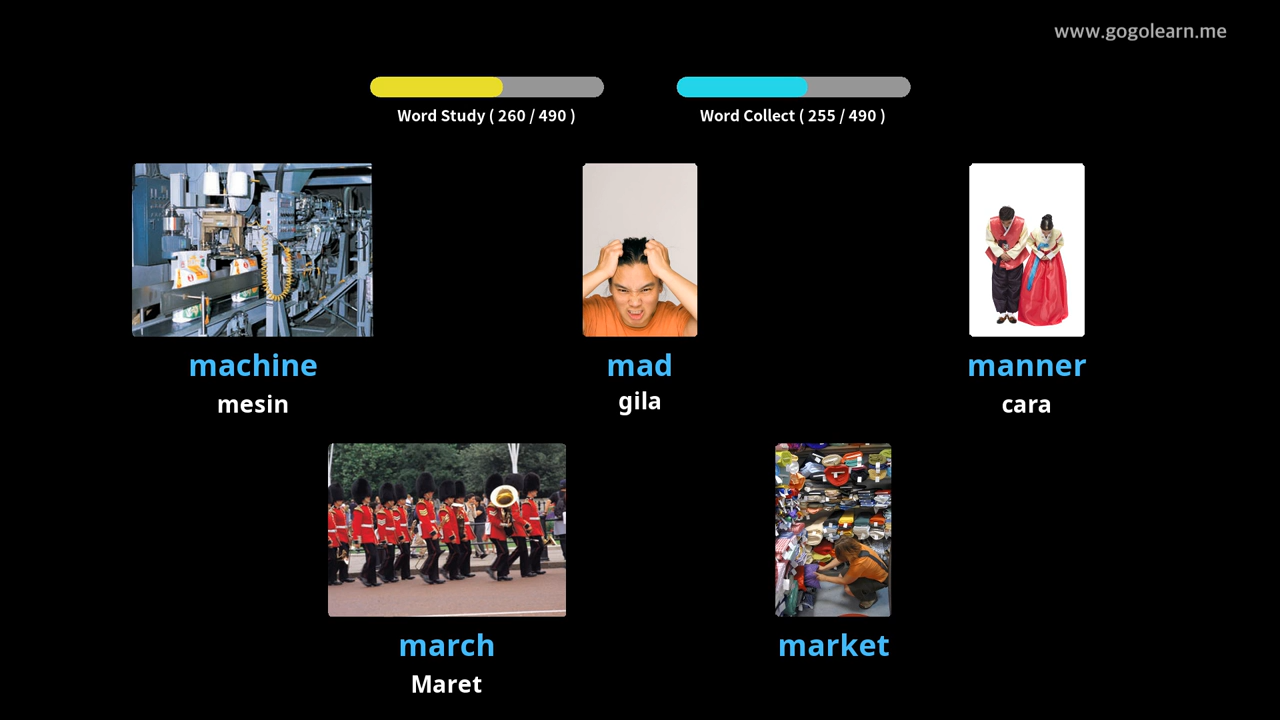 www.gogolearn.me
Word Study ( 260 / 490 )
Word Collect ( 255 / 490 )
machine
mesin
mad
gila
manner
cara
march
Maret
market